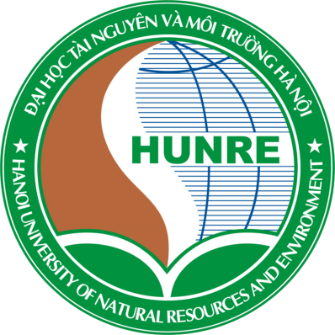 ĐẠI HỌC TÀI NGUYÊN VÀ MÔI TRƯỜNG HÀ NỘI
HUNRE
HANOI UNIVERSITY OF NATURAL RESOURCES AND ENVIRONMENT